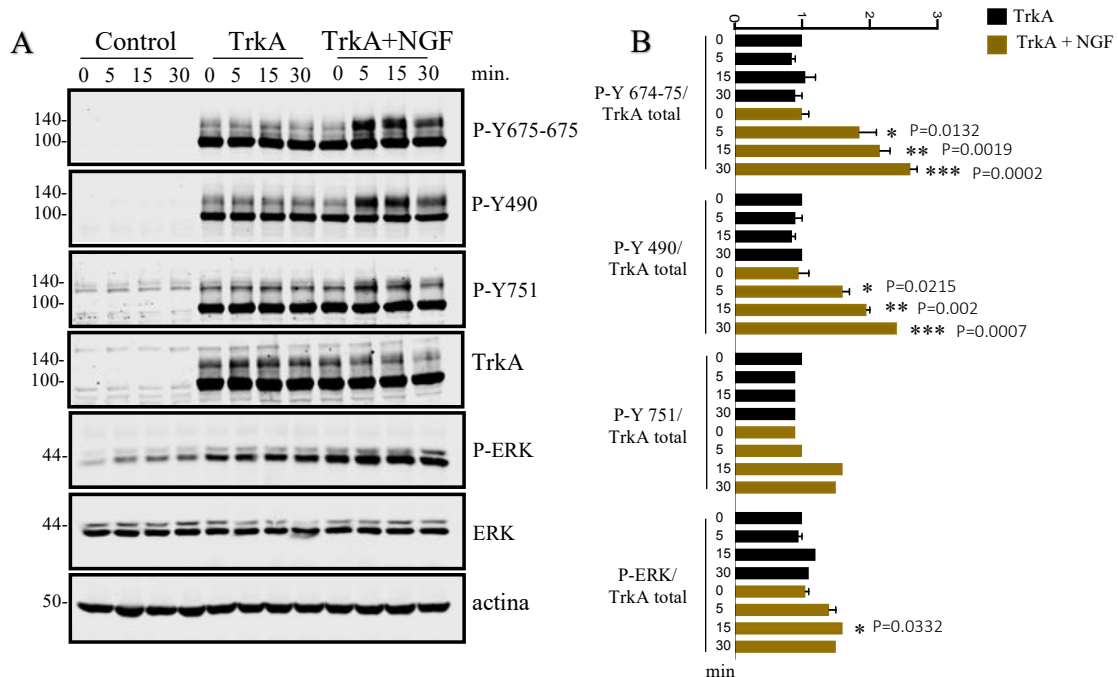 A
Control TrkA TrkA+NGF
0 5 15 30 0 5 15 30 0 5 15 30 min.
140-
100-
P-Y675-675
140-
100-
P-Y490
140-
100-
P-Y751
140-
100-
TrkA
44-
P-ERK
44-
ERK
50-
actina
B
0 1 2 3
TrkA
TrkA + NGF
P-Y 674-75/
TrkA total
0
5
15
30
0
5 * P=0.0132
15 ** P=0.0019
30 *** P=0.0002
P-Y 490/
TrkA total
0
5
15
30
0
5 * P=0.0215
15 ** P=0.002
30 *** P=0.0007
P-Y 751/
TrkA total
0
5
15
30
0
5
15
30
P-ERK/
TrkA total
0
5
15
30
0
5
15 * P=0.0332
30
min